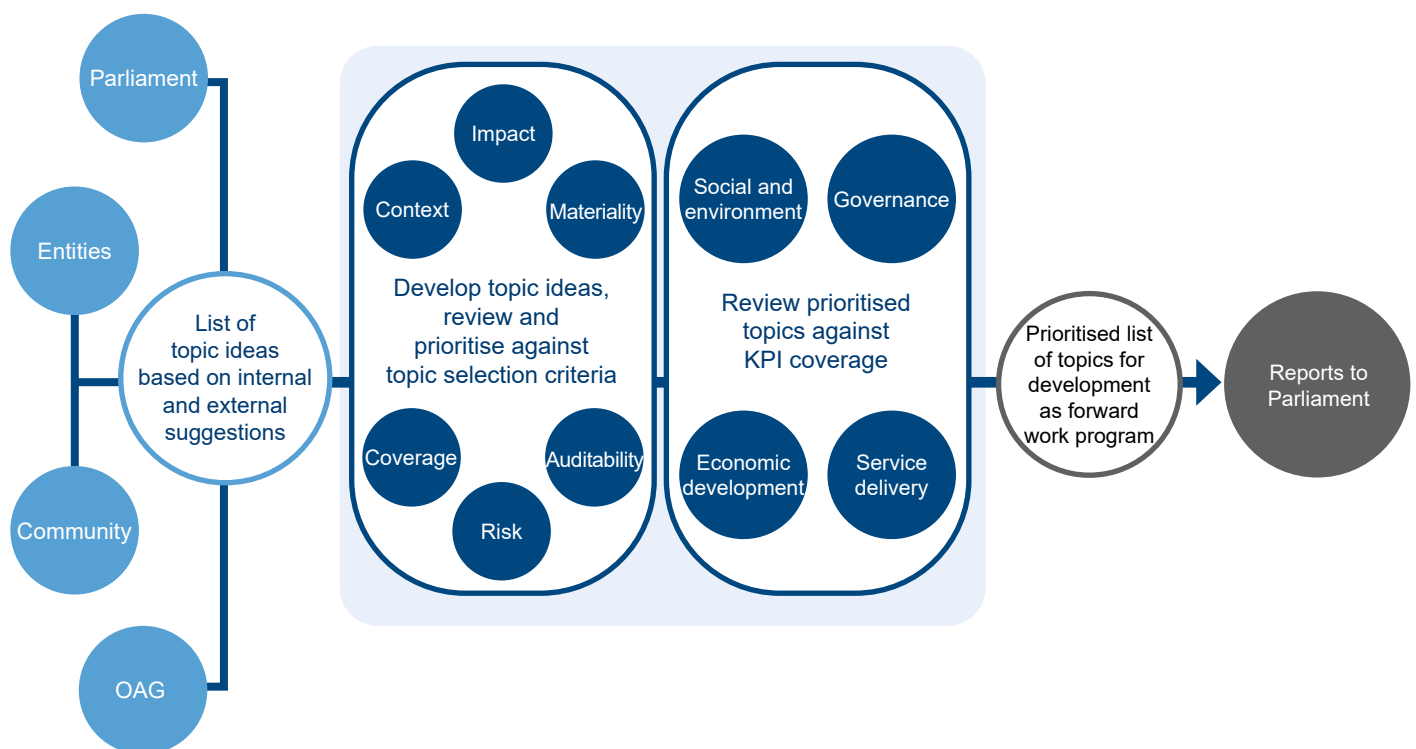 Parliament
Entities
Community
OAG
List of
topic ideas
based on internal
and external
suggestions
Impact
Context
Materiality
Develop topic ideas,
review and
prioritise against
topic selection criteria
Coverage
Auditability
Risk
Social and
environment
Governance
Review prioritised
topics against
KPI coverage
Economic
development
Service
delivery
Prioritised list
of topics for
development
as forward
work program
Reports to
Parliament